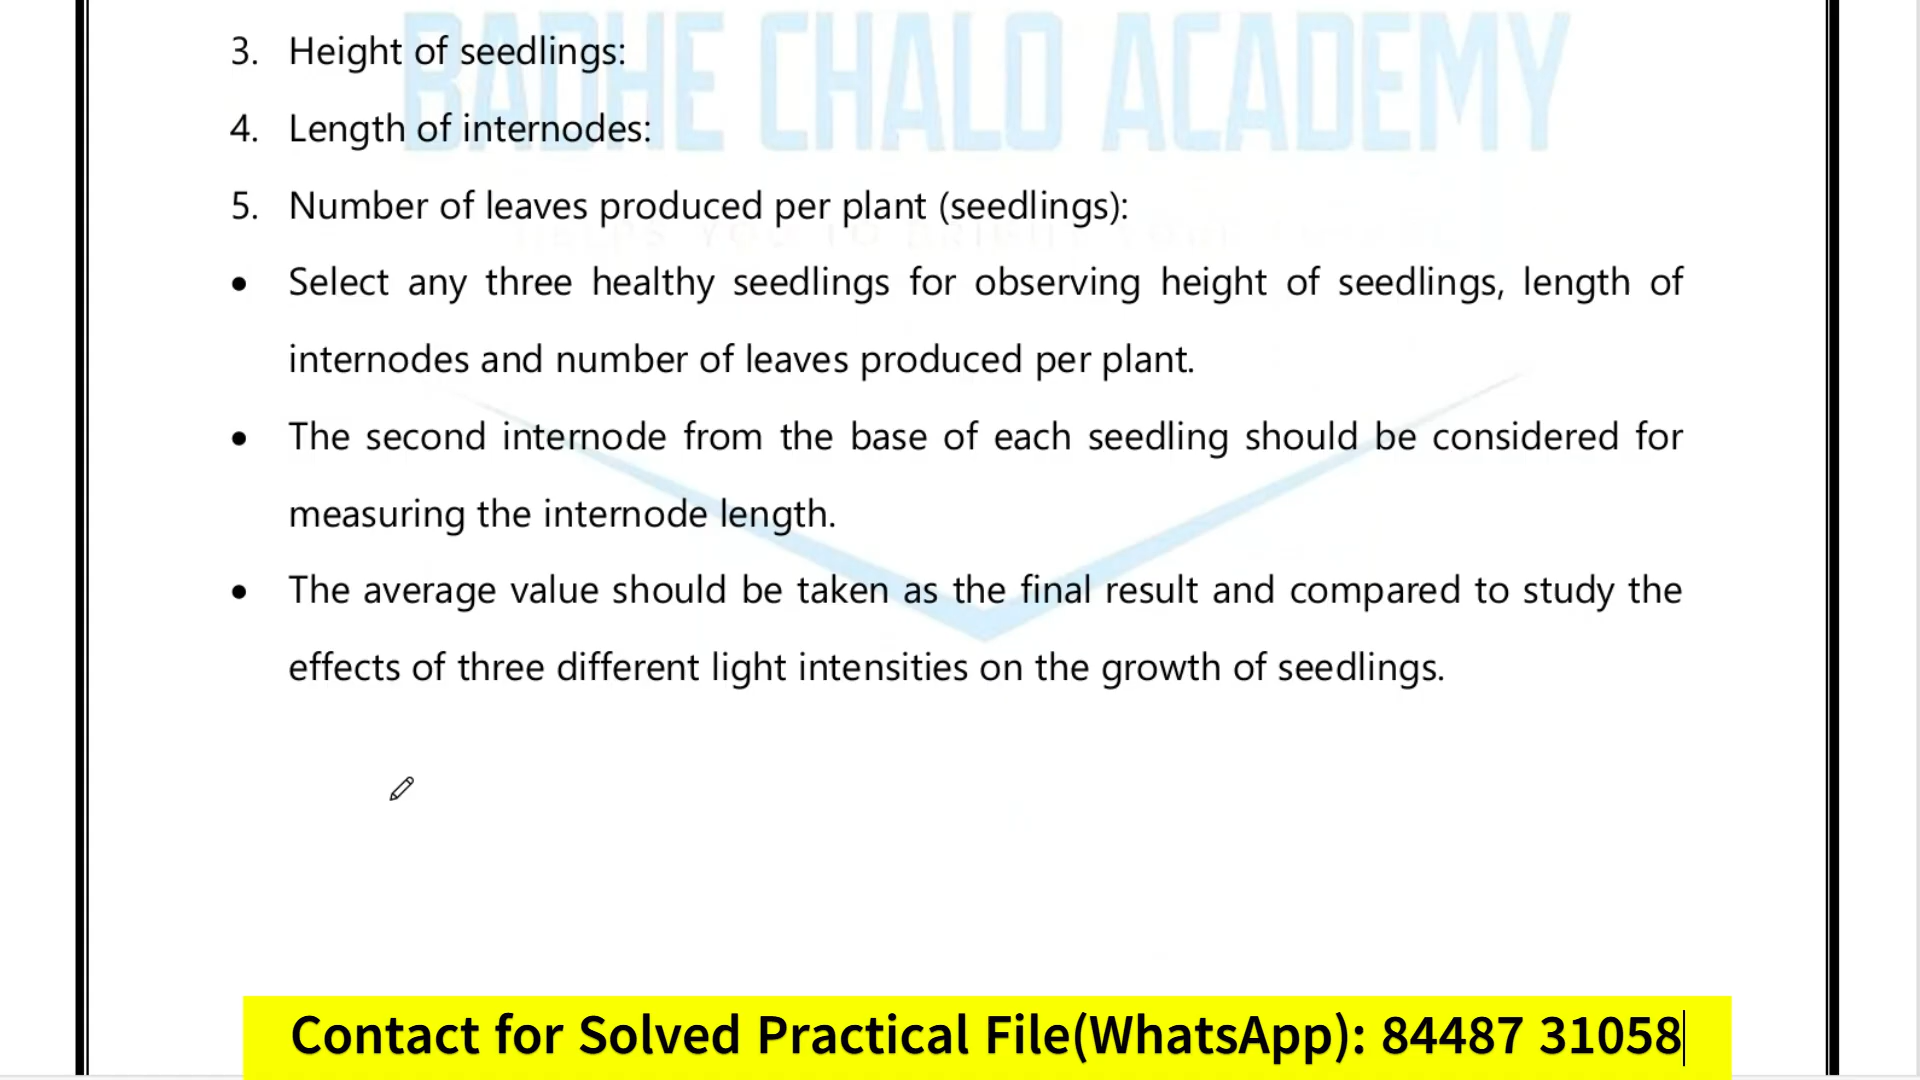 BADHE CHALO ACADEMY
3. Height of seedlings:
4. Length of internodes:
5. Number of leaves produced per plant (seedlings):
• Select any three healthy seedlings for observing height of seedlings, length of
internodes and number of leaves produced per plant.
• The second internode from the base of each seedling should be considered for
measuring the internode length.
• The average value should be taken as the final result and compared to study the
effects of three different light intensities on the growth of seedlings.
Contact for Solved Practical File(WhatsApp): 84487 31058